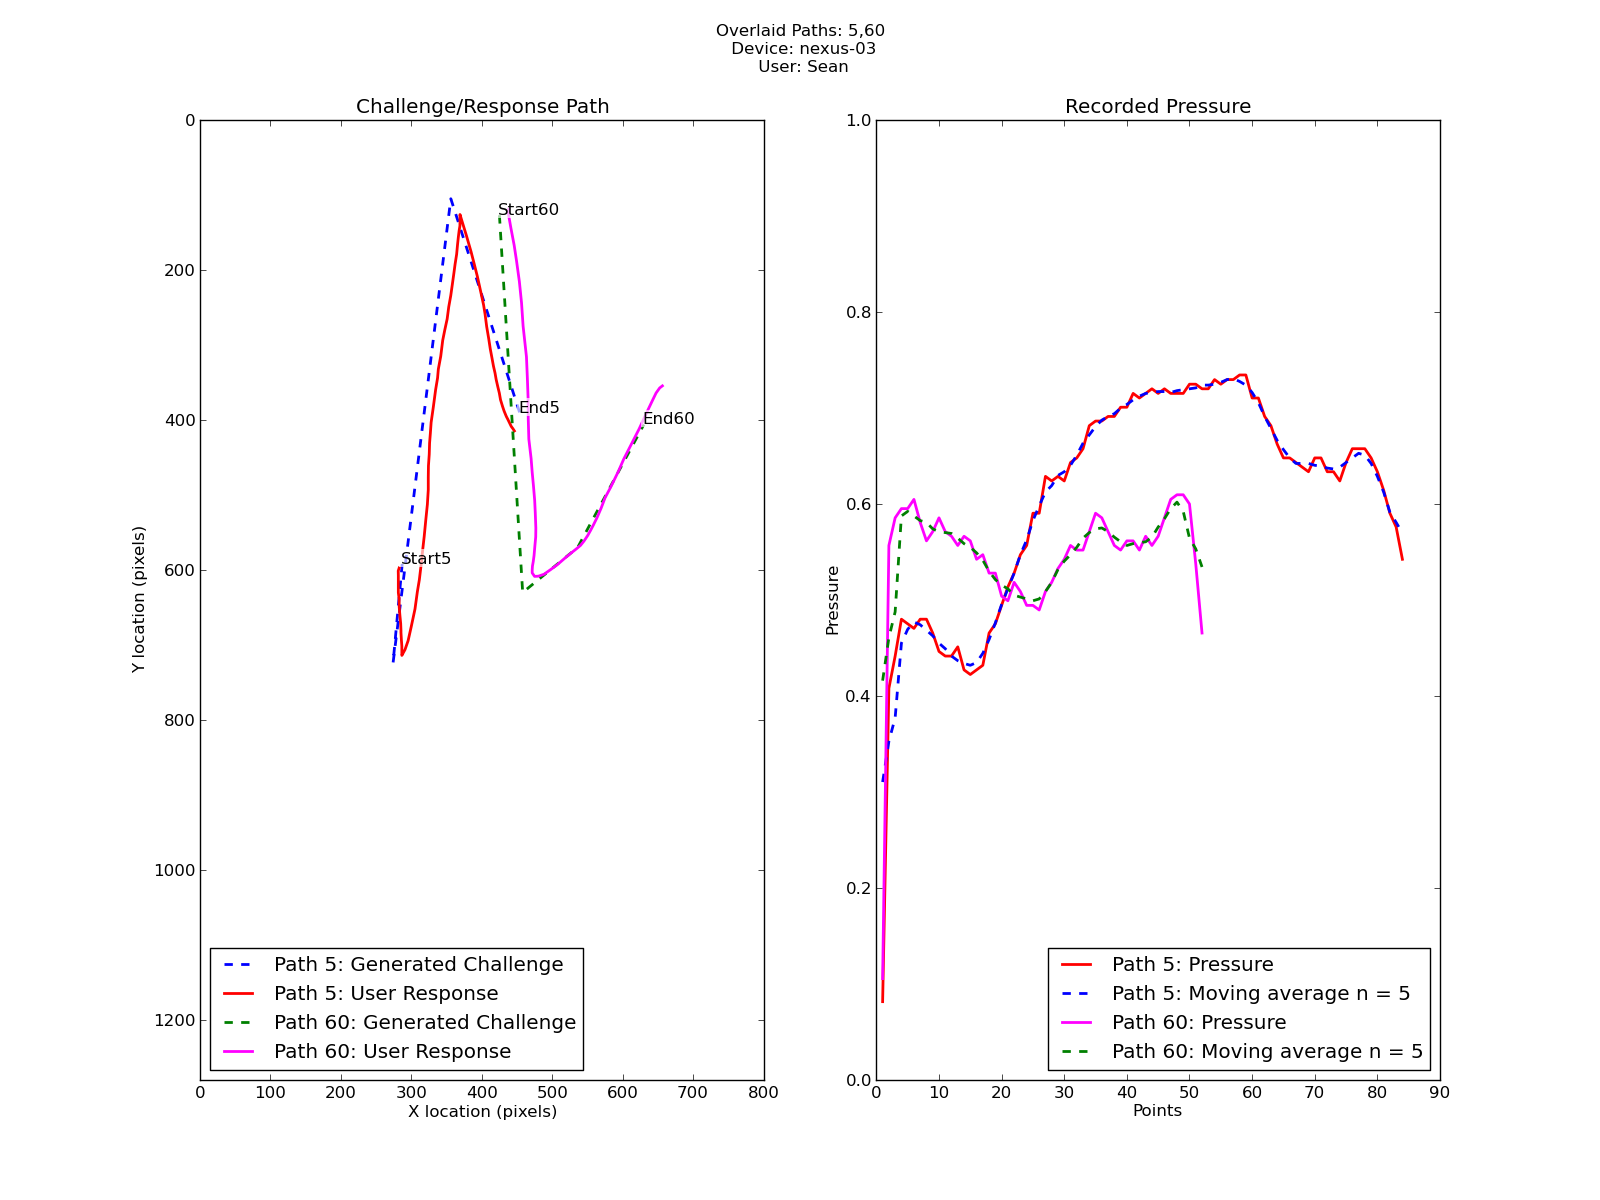 Overlaid Paths: 5,60
Device: nexus-03
User: Sean
Challenge/Response Path
0
200
400
600
800
1000
1200
Y location (pixels)
Start60
End5
End60
Start5
Path 5: Generated Challenge
Path 5: User Response
Path 60: Generated Challenge
Path 60: User Response
0 100 200 300 400 500 600 700 800
X location (pixels)
Recorded Pressure
1.0
0.8
0.6
0.4
0.2
0.0
Pressure
Path 5: Pressure
Path 5: Moving average n = 5
Path 60: Pressure
Path 60: Moving average n = 5
0 10 20 30 40 50 60 70 80 90
Points